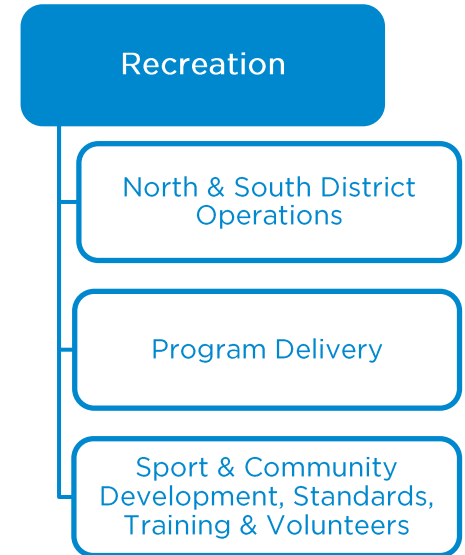 Recreation
North & South District
Operations
Program Delivery
Sport & Community
Development, Standards,
Training & Volunteers